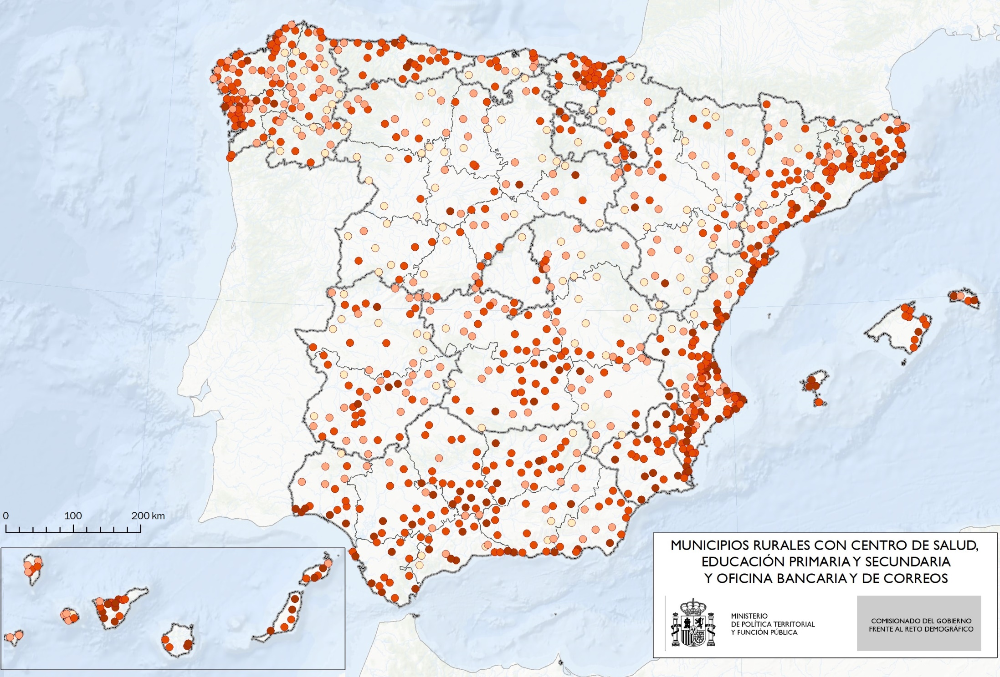 0 100 200 km
MUNICIPIOS RURALES CON CENTRO DE SALUD,
EDUCACIÓN PRIMARIA Y SECUNDARIA
Y OFICINA BANCARIA Y DE CORREOS
MINISTERIO
DE POLÍTICA TERRITORIAL
Y FUNCIÓN PÚBLICA
COMISIONADO DEL GOBIERNO
FRENTE AL RETO DEMOGRÁFICO